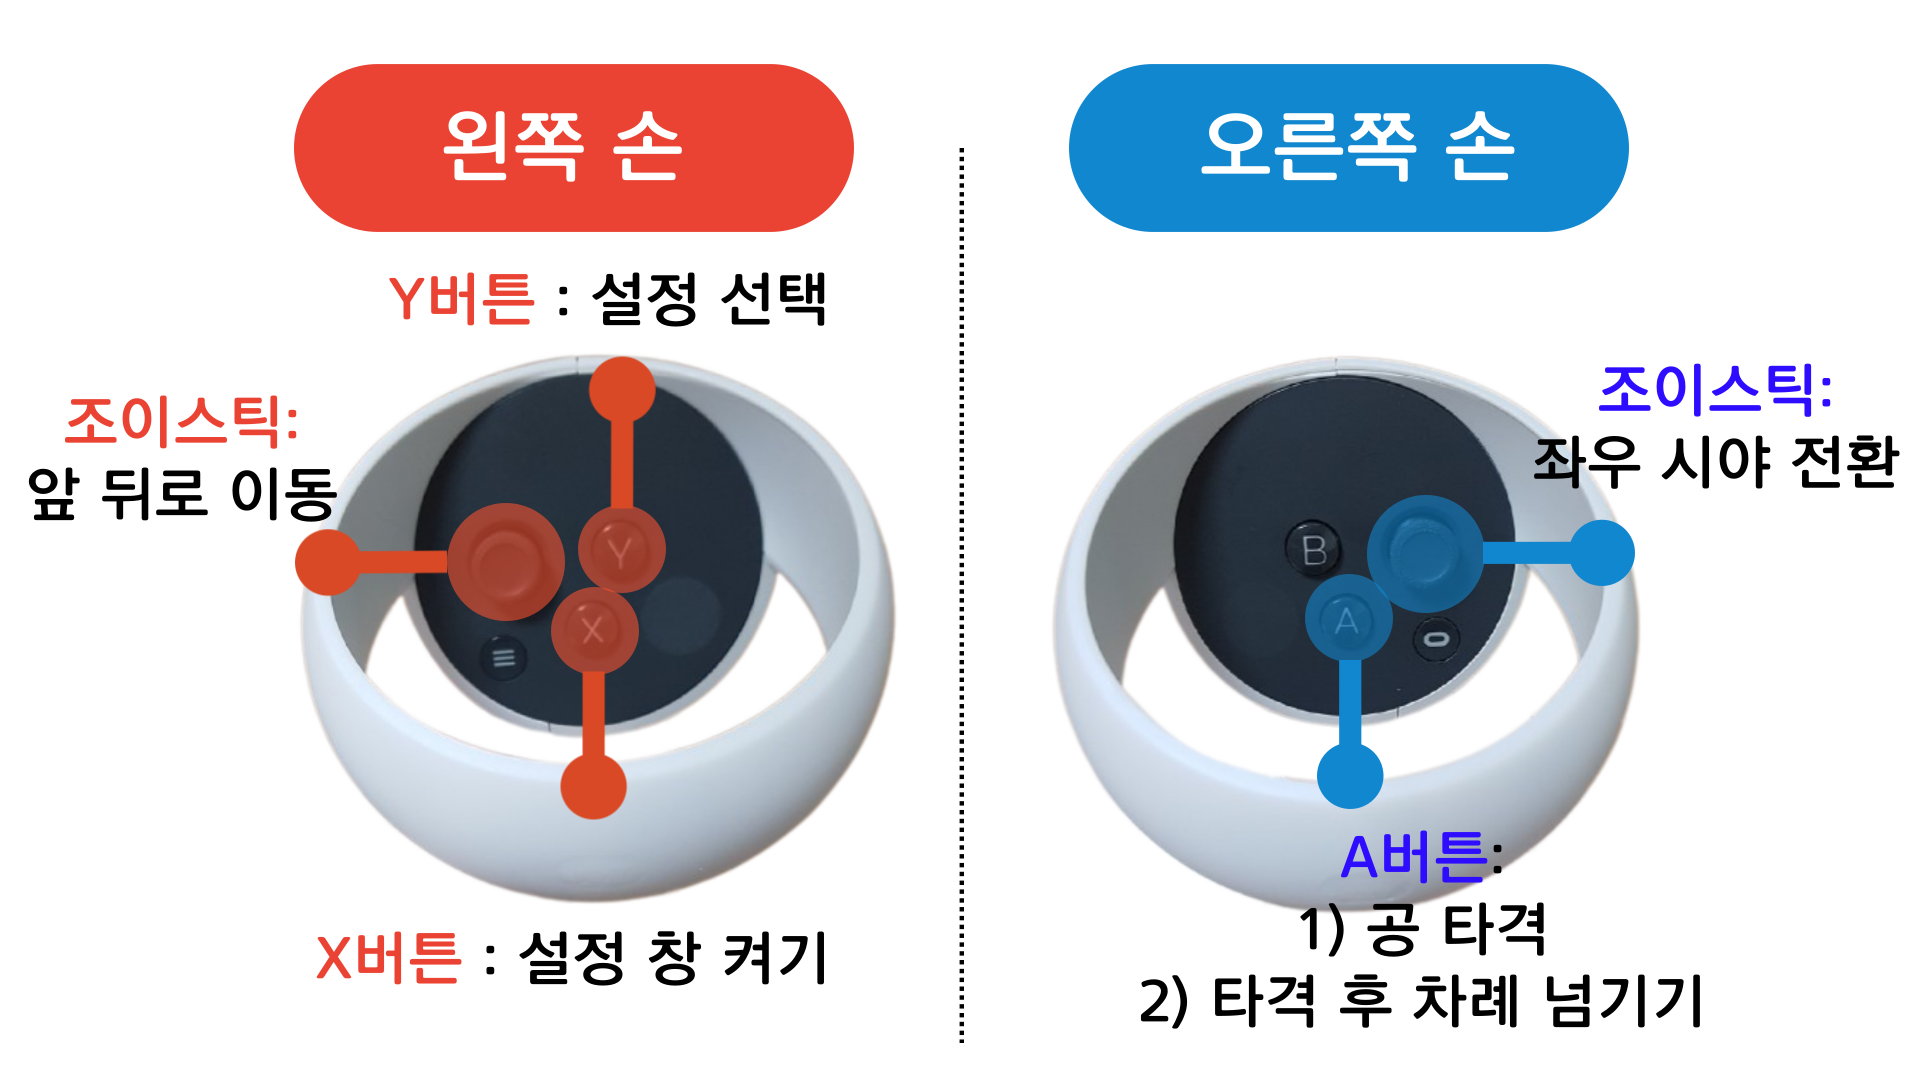 왼쪽 손
오른쪽 손
Y버튼 : 설정 선택
조이스틱:
앞 뒤로 이동
Y
X
X버튼 : 설정 창 켜기
조이스틱:
좌우 시야 전환
B
A
A버튼:
1) 공 타격
2) 타격 후 차례 넘기기